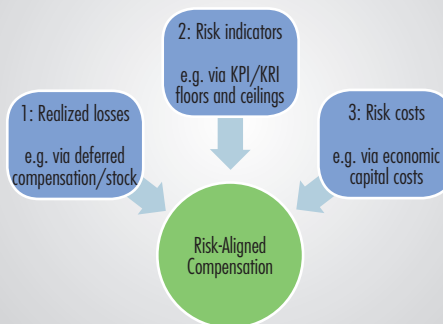 1: Realized losses
e.g. via deferred
compensation/stock
2: Risk indicators
e.g. via KPI/KRI
floors and ceilings
3: Risk costs
e.g. via economic
capital costs
Risk-Aligned
Compensation